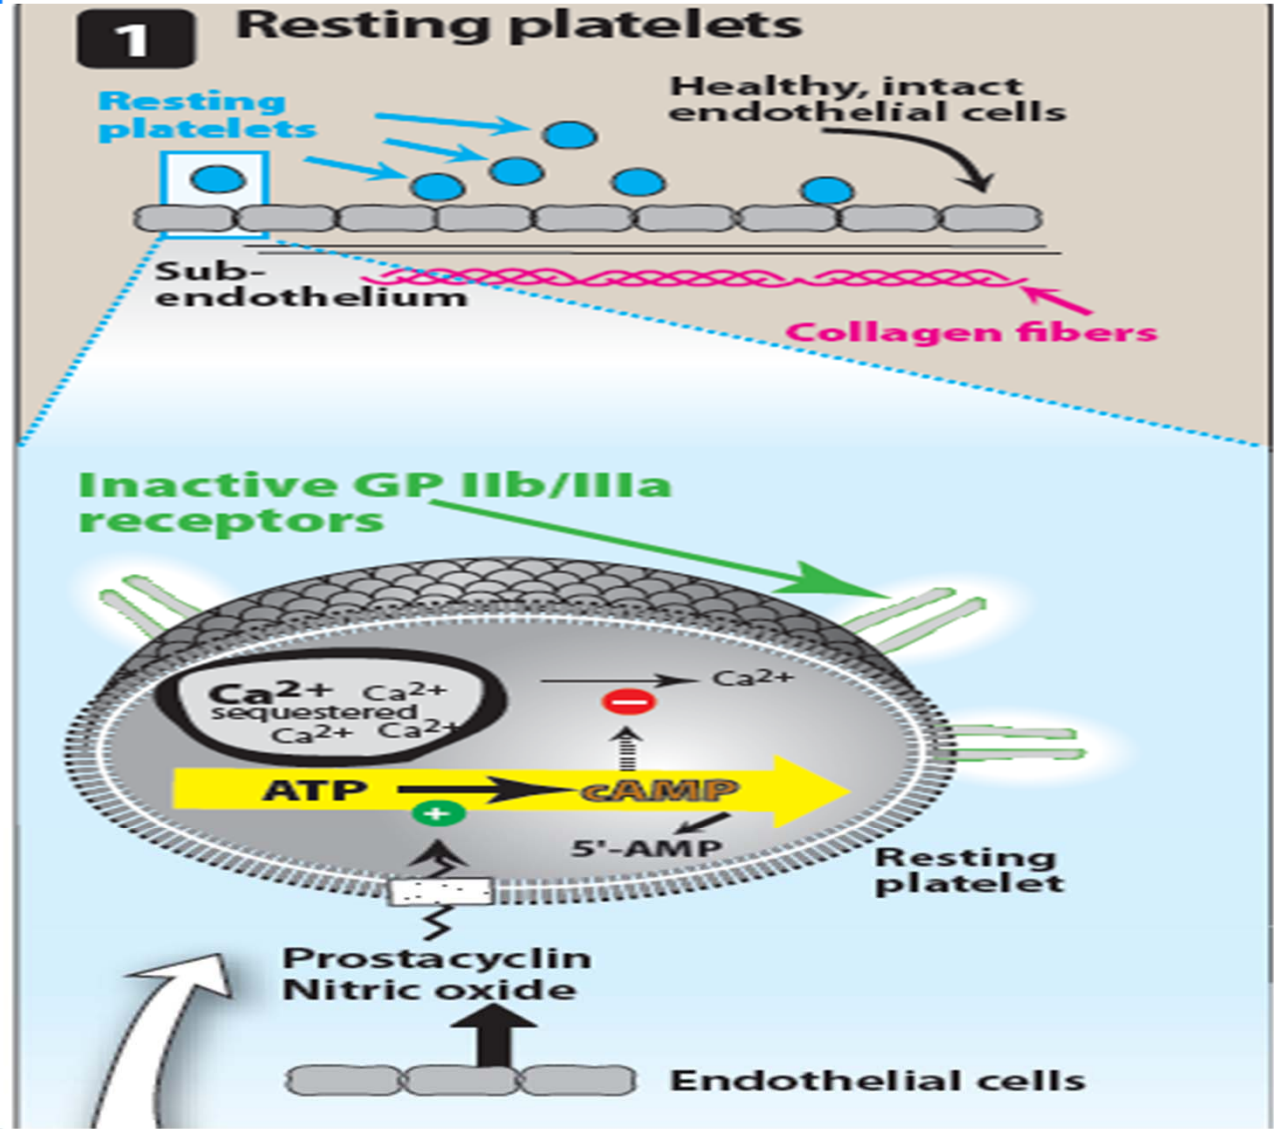 1
Resting platelets
Resting
platelets
Healthy, intact
endothelial cells
Sub-
endothelium
Collagen fibers
Inactive GP IIb/IIIa
receptors
Ca2+ Ca2+
sequestered
Ca2+ Ca2+
Ca2+
ATP
cAMP
+
5'-AMP
Resting
platelet
Prostacyclin
Nitric oxide
Endothelial cells